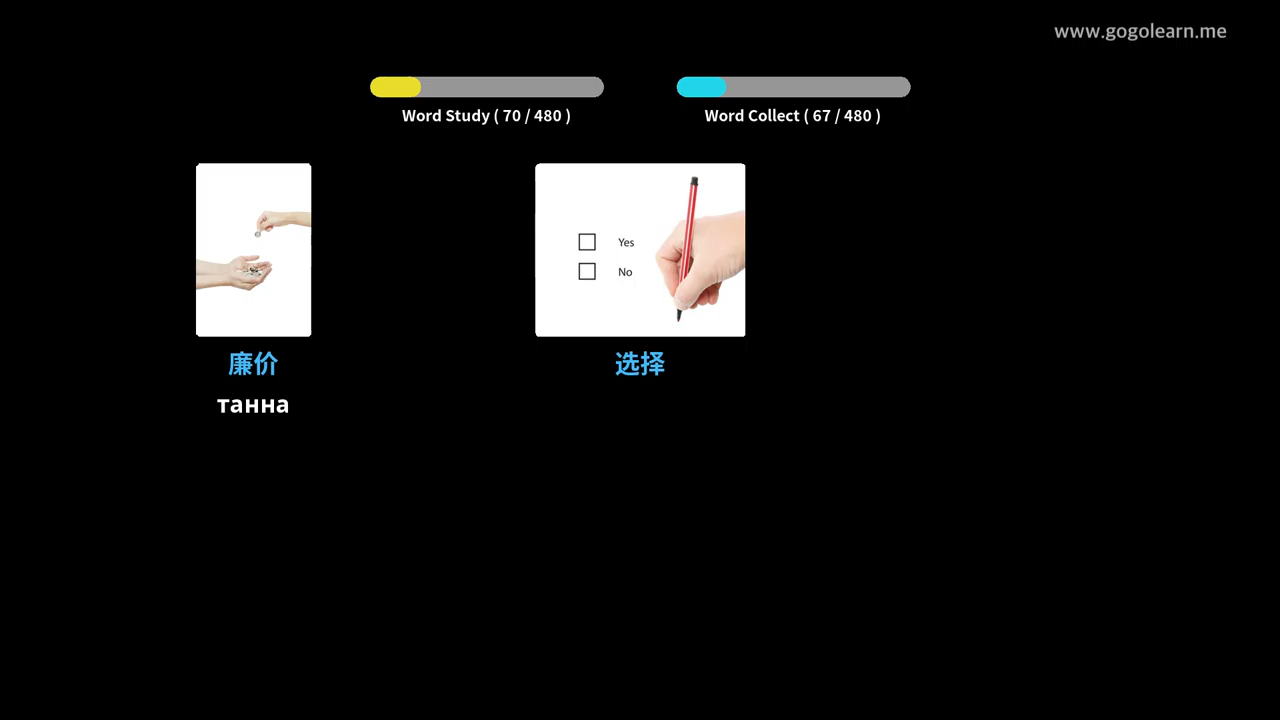 www.gogolearn.me
Word Study ( 70 / 480 )
Word Collect ( 67 / 480 )
Yes
No
廉价
选择
танна